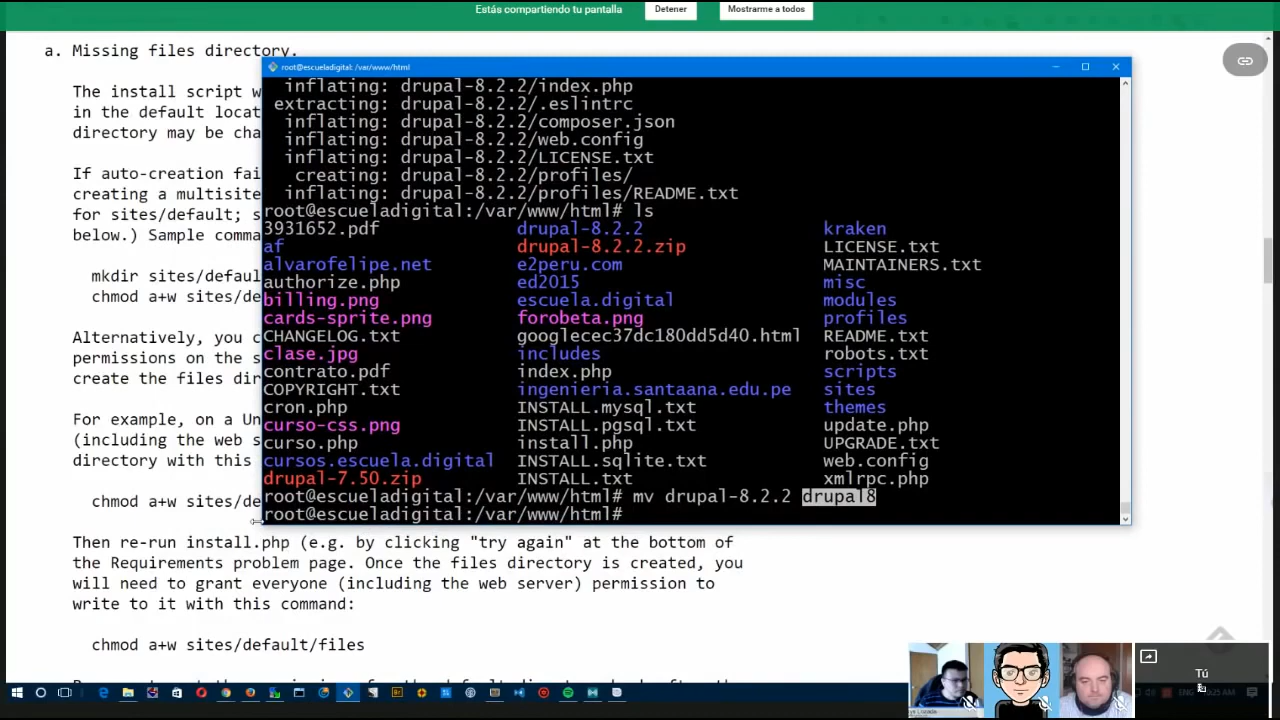 Estás compartiendo tu pantalla Detener Mostrarme a todos
a. Missing files directory.
The install script w
in the default locat
directory may be cha
If auto-creation fai
creating a multisite
for sites/default; s
below.) Sample comma
mkdir sites/defaul
chmod a+w sites/de
Alternatively, you c
permissions on the s
create the files dir
For example, on a Un
(including the web s
directory with this
chmod a+w sites/de
Then re-run install.php (e.g. by clicking "try again" at the bottom of
the Requirements problem page. Once the files directory is created, you
will need to grant everyone (including the web server) permission to
write to it with this command:
chmod a+w sites/default/files
root@escueladigital: /var/www/html
inflating: drupal-8.2.2/index.php
extracting: drupal-8.2.2/.eslintrc
inflating: drupal-8.2.2/composer.json
inflating: drupal-8.2.2/web.config
inflating: drupal-8.2.2/LICENSE.txt
creating: drupal-8.2.2/profiles/
inflating: drupal-8.2.2/profiles/README.txt
root@escueladigital:/var/www/html# ls
3931652.pdf drupal-8.2.2 kraken
af drupal-8.2.2.zip LICENSE.txt
alvarofelipe.net e2peru.com MAINTAINERS.txt
authorize.php ed2015 misc
billing.png escuela.digital modules
cards-sprite.png forobeta.png profiles
CHANGELOG.txt googlecec37dc180dd5d40.html README.txt
clase.jpg includes robots.txt
contrato.pdf index.php scripts
COPYRIGHT.txt ingenieria.santaana.edu.pe sites
cron.php INSTALL.mysql.txt themes
curso-css.png INSTALL.pgsql.txt update.php
curso.php install.php UPGRADE.txt
cursos.escuela.digital INSTALL.sqlite.txt web.config
drupal-7.50.zip INSTALL.txt xmlrpc.php
root@escueladigital:/var/www/html# mv drupal-8.2.2 drupal8
root@escueladigital:/var/www/html#
Tú
ENG